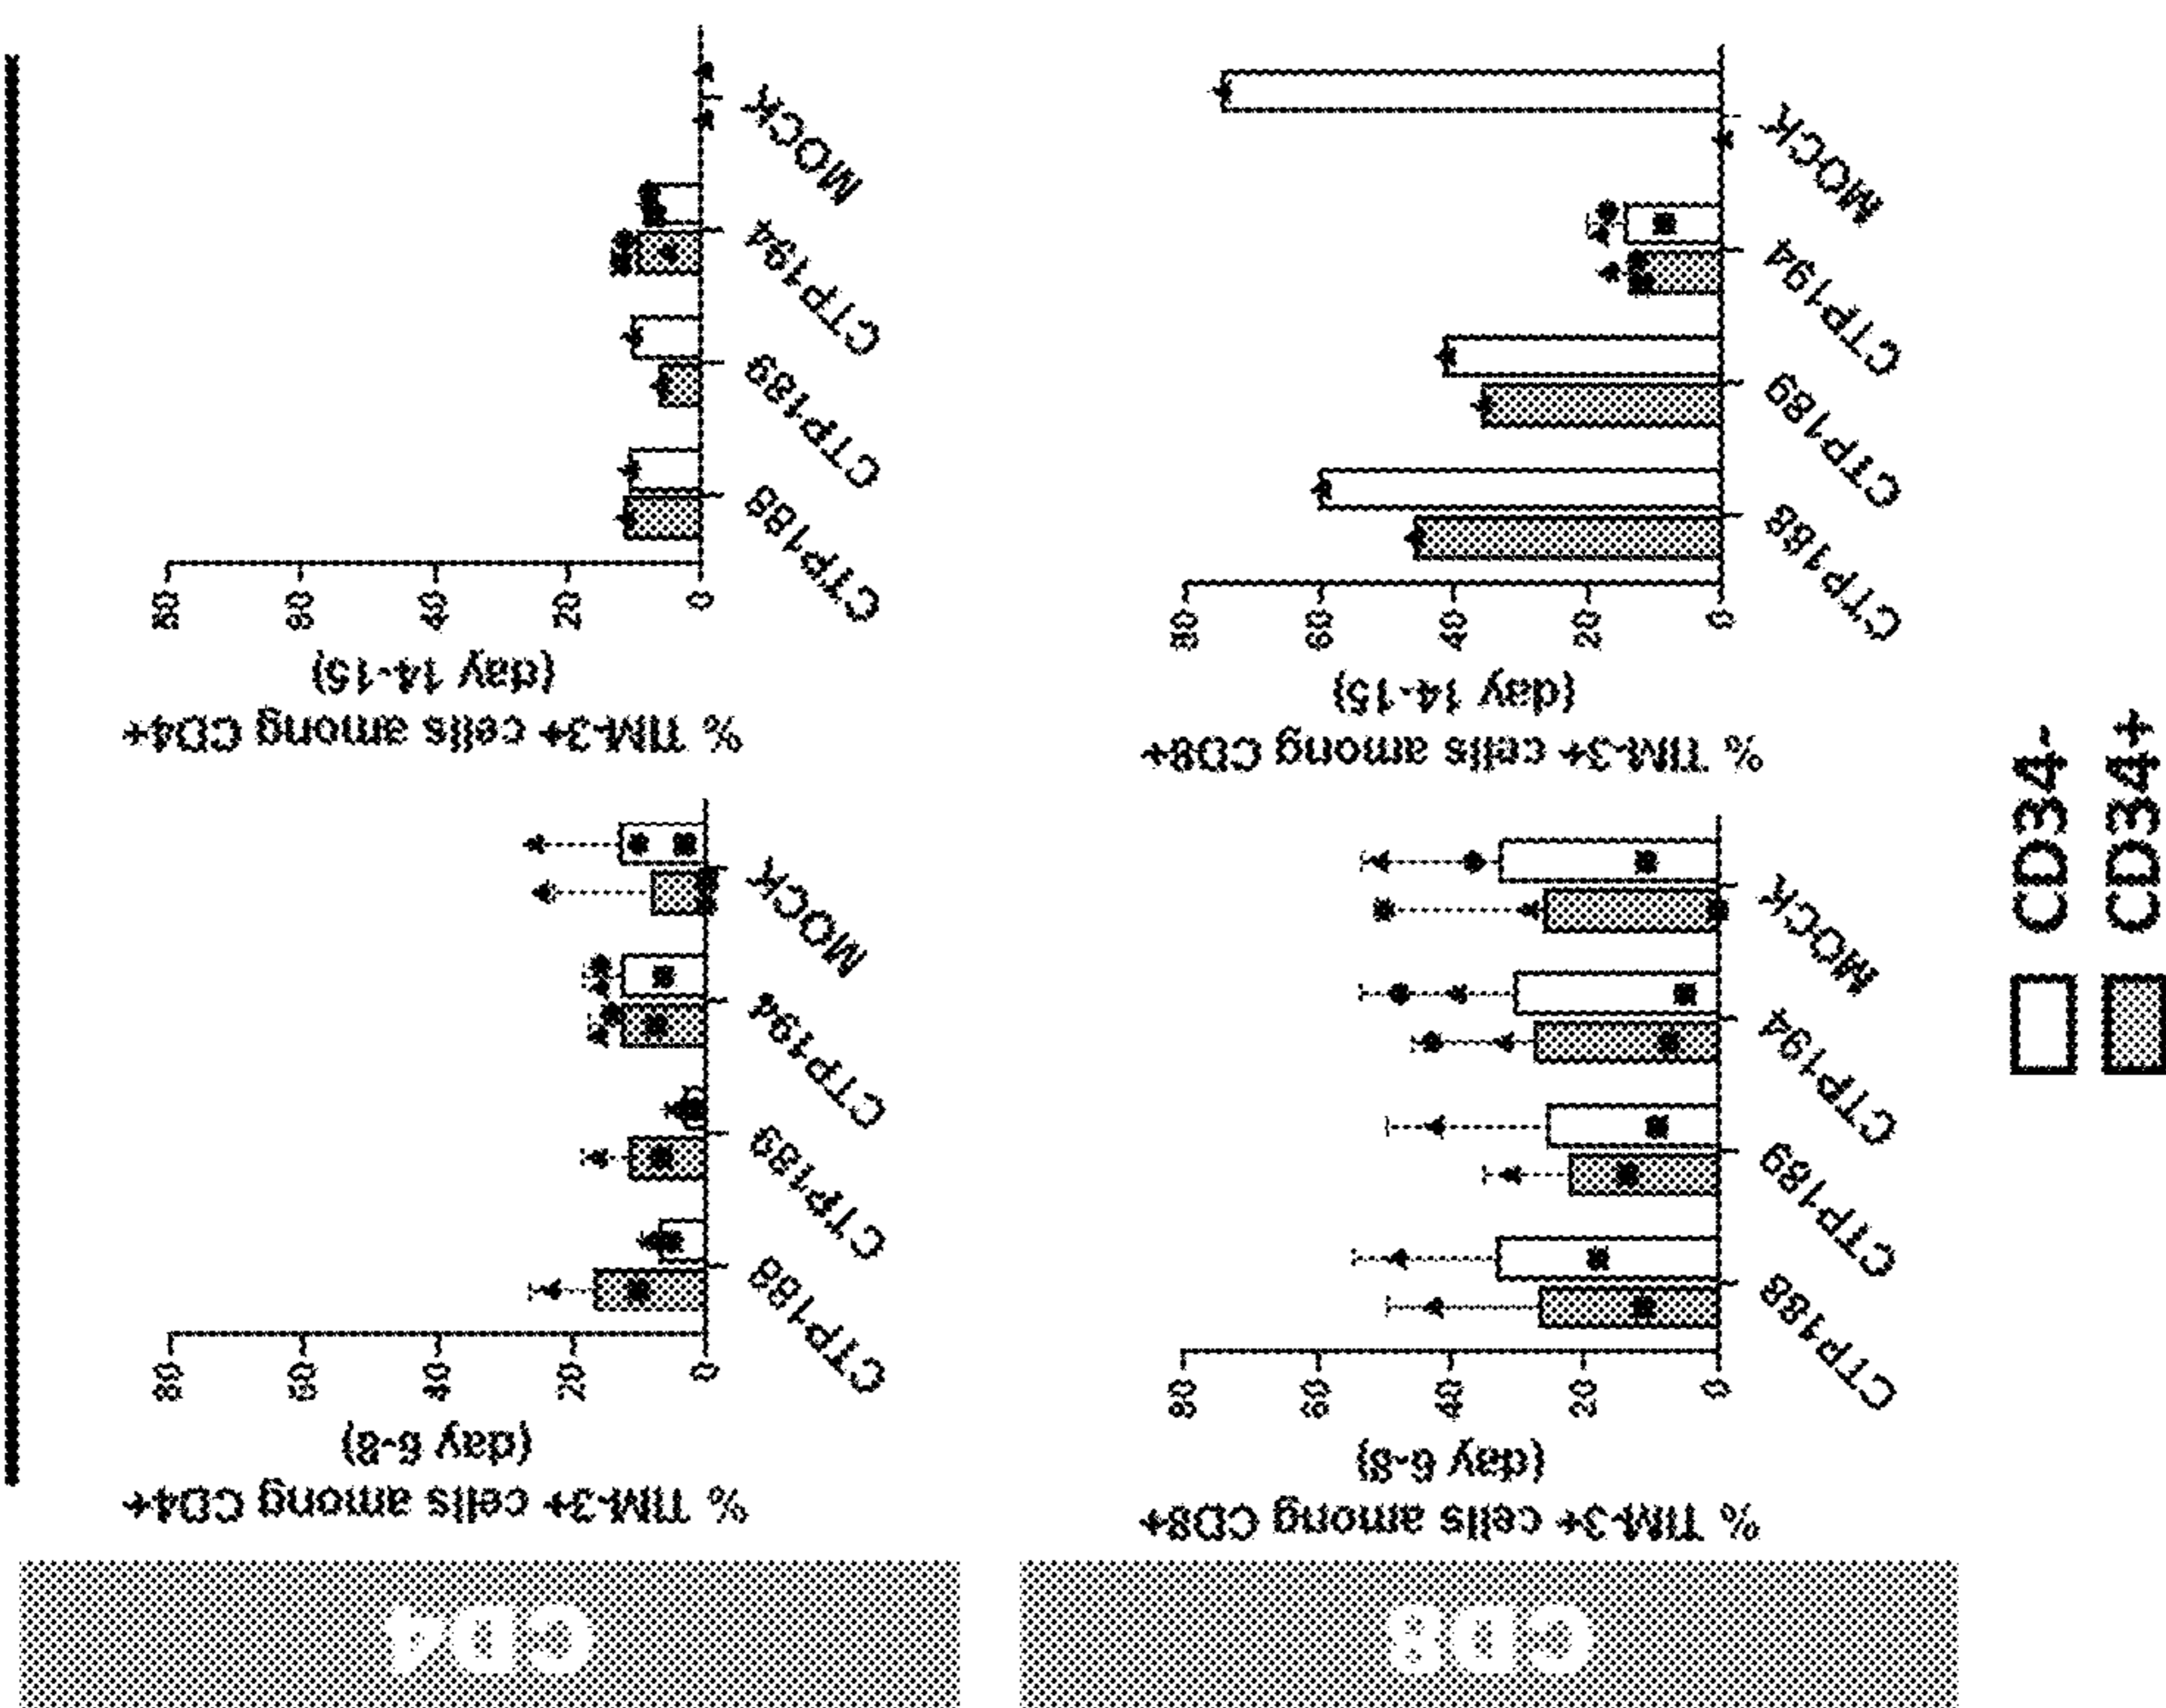 CD4
% TIM-3+ cells among CD4+
(day 6-8)
80
60
40
20
0
CTP188
CTP189
CTP194
MOCK
% TIM-3+ cells among CD4+
(day 14-15)
80
60
40
20
0
CTP188
CTP189
CTP194
MOCK
CD8
% TIM-3+ cells among CD8+
(day 6-8)
80
60
40
20
0
CTP188
CTP189
CTP194
MOCK
% TIM-3+ cells among CD8+
(day 14-15)
80
60
40
20
0
CTP188
CTP189
CTP194
MOCK
CD34-
CD34+